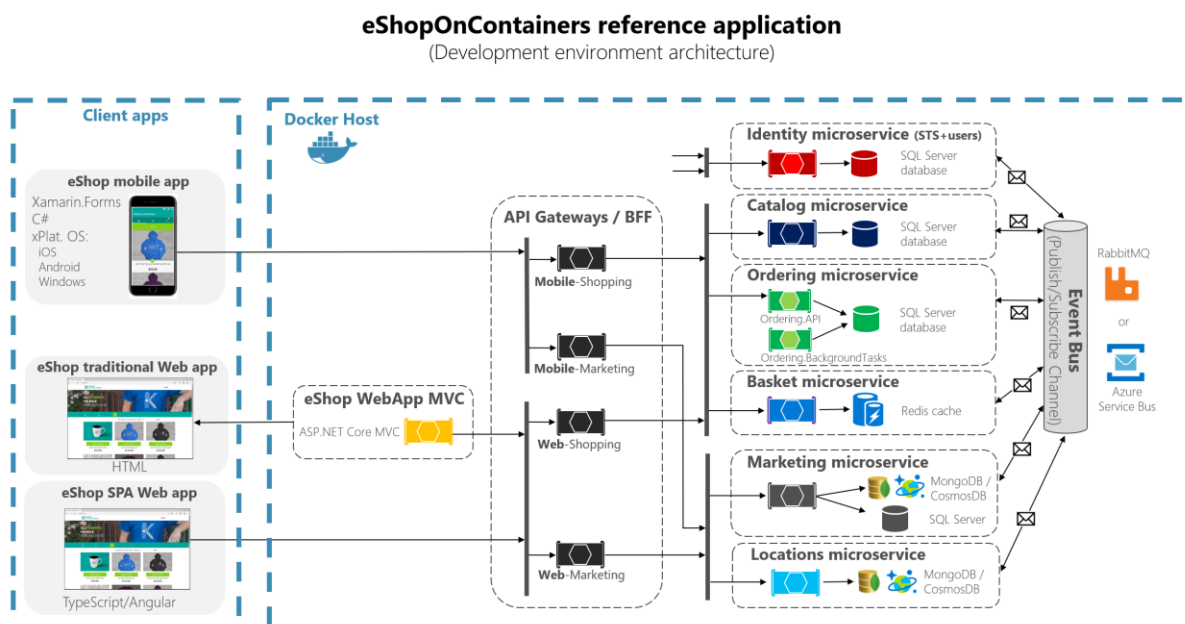 eShopOnContainers reference application
(Development environment architecture)
Client apps
eShop mobile app
Xamarin.Forms
C#
xPlat. OS:
iOS
Android
Windows
eShop traditional Web app
HTML
eShop SPA Web app
TypeScript/Angular
Docker Host
eShop WebApp MVC
ASP.NET Core MVC
API Gateways / BFF
Mobile-Shopping
Mobile-Marketing
Web-Shopping
Web-Marketing
Identity microservice (STS+users)
SQL Server
database
Catalog microservice
SQL Server
database
Ordering microservice
Ordering.API
Ordering.BackgroundTasks
SQL Server
database
Basket microservice
Redis cache
Marketing microservice
MongoDB /
CosmosDB
SQL Server
Locations microservice
MongoDB /
CosmosDB
Event Bus
(Publish/Subscribe Channel)
RabbitMQ
or
Azure
Service Bus